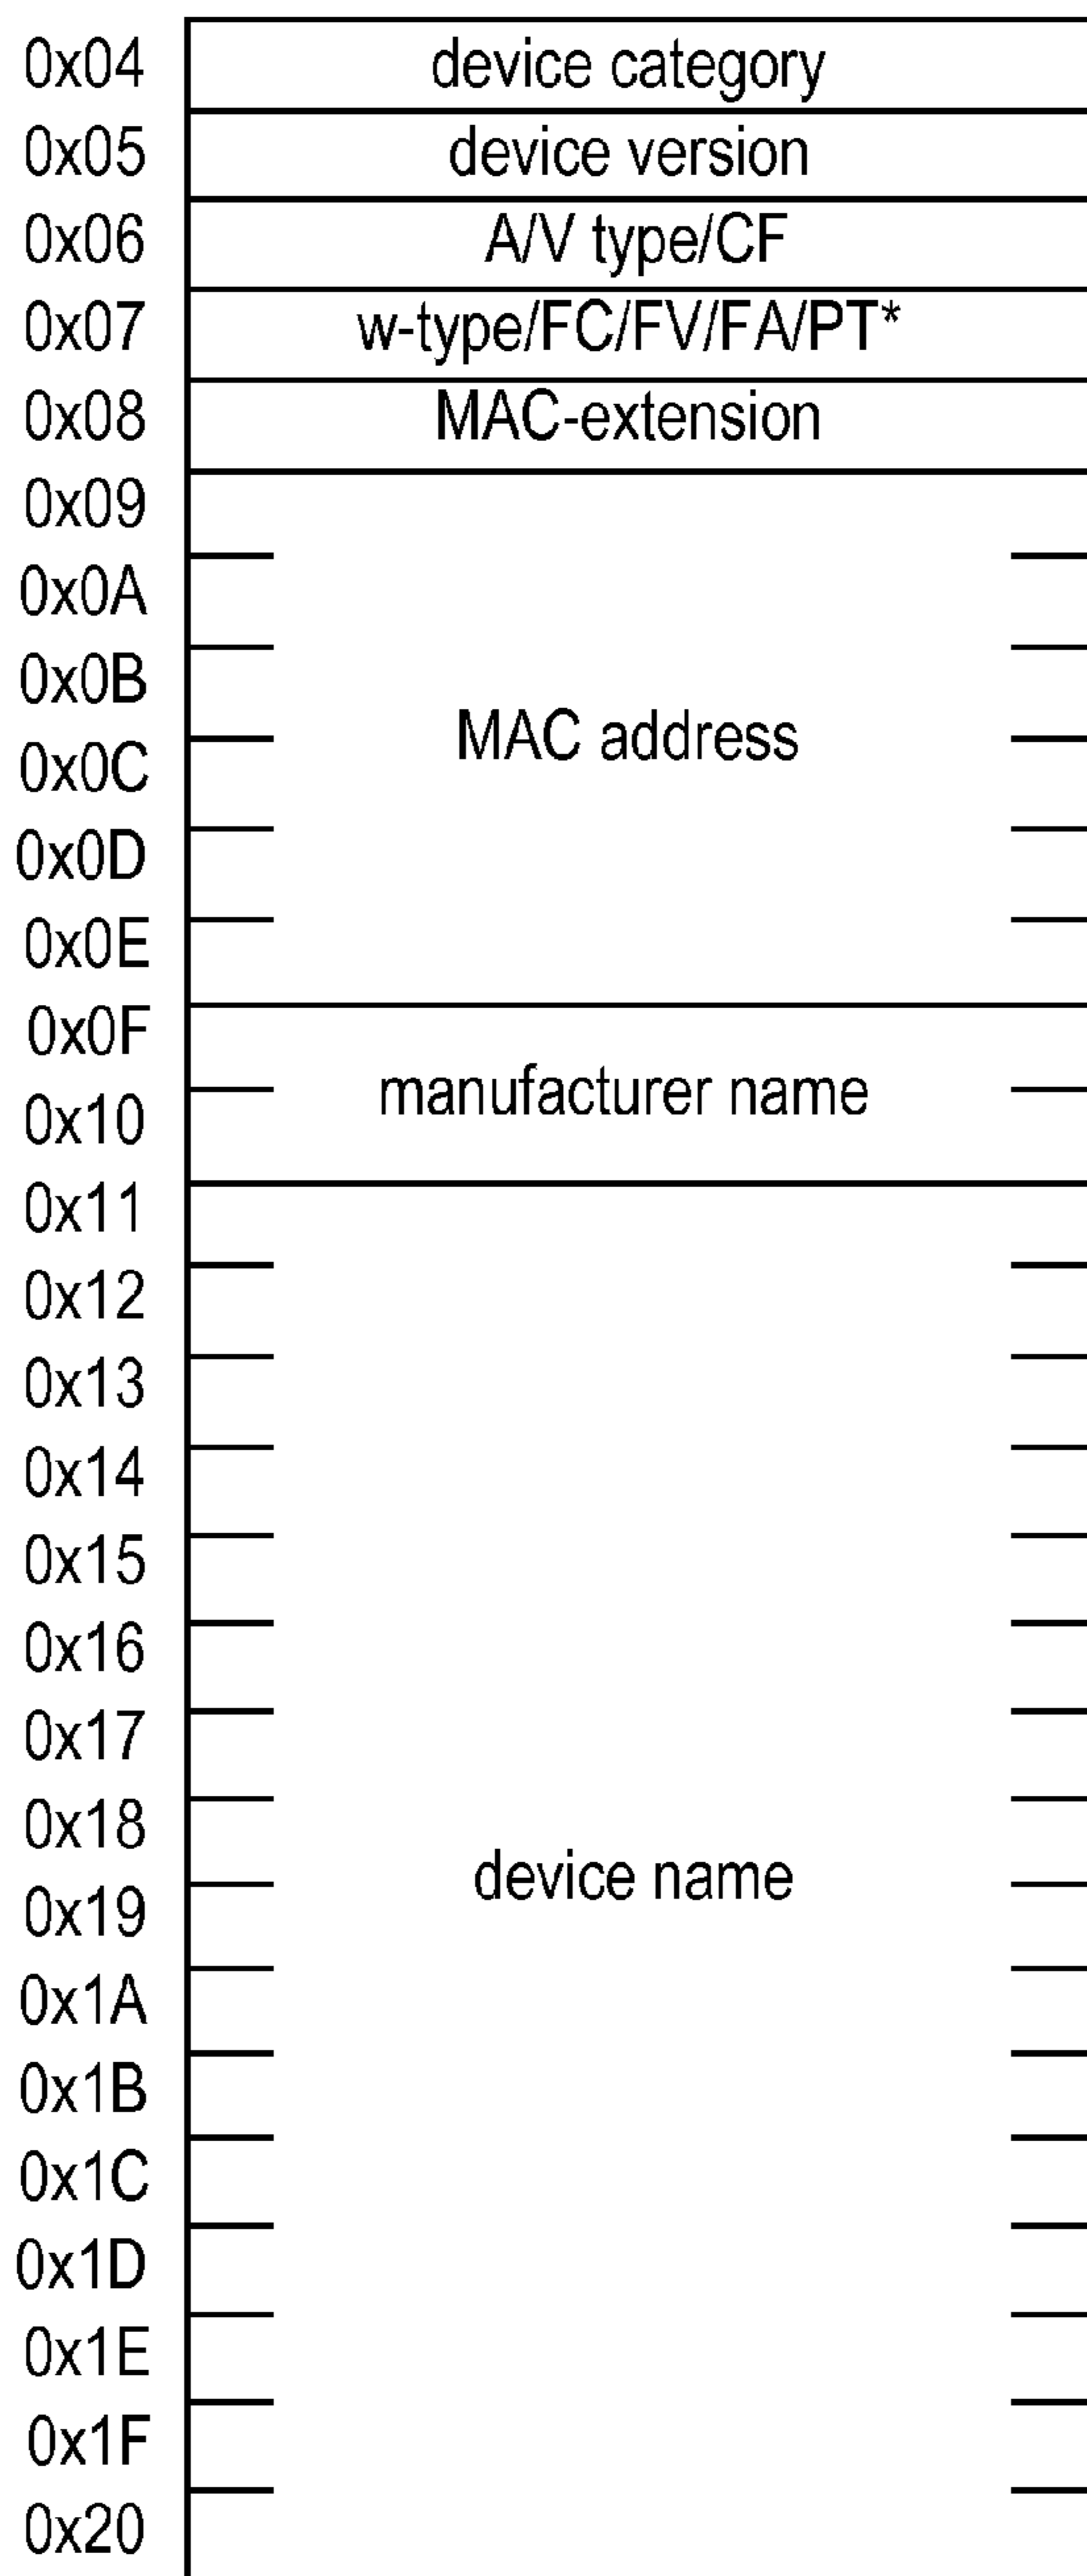 0x04 device category
0x05 device version
0x06 A/V type/CF
0x07 w-type/FC/FV/FA/PT*
0x08 MAC-extension
0x09
0x0A
0x0B
MAC address
0x0C
0x0D
0x0E
0x0F
manufacturer name
0x10
0x11
0x12
0x13
0x14
0x15
0x16
0x17
0x18
device name
0x19
0x1A
0x1B
0x1C
0x1D
0x1E
0x1F
0x20